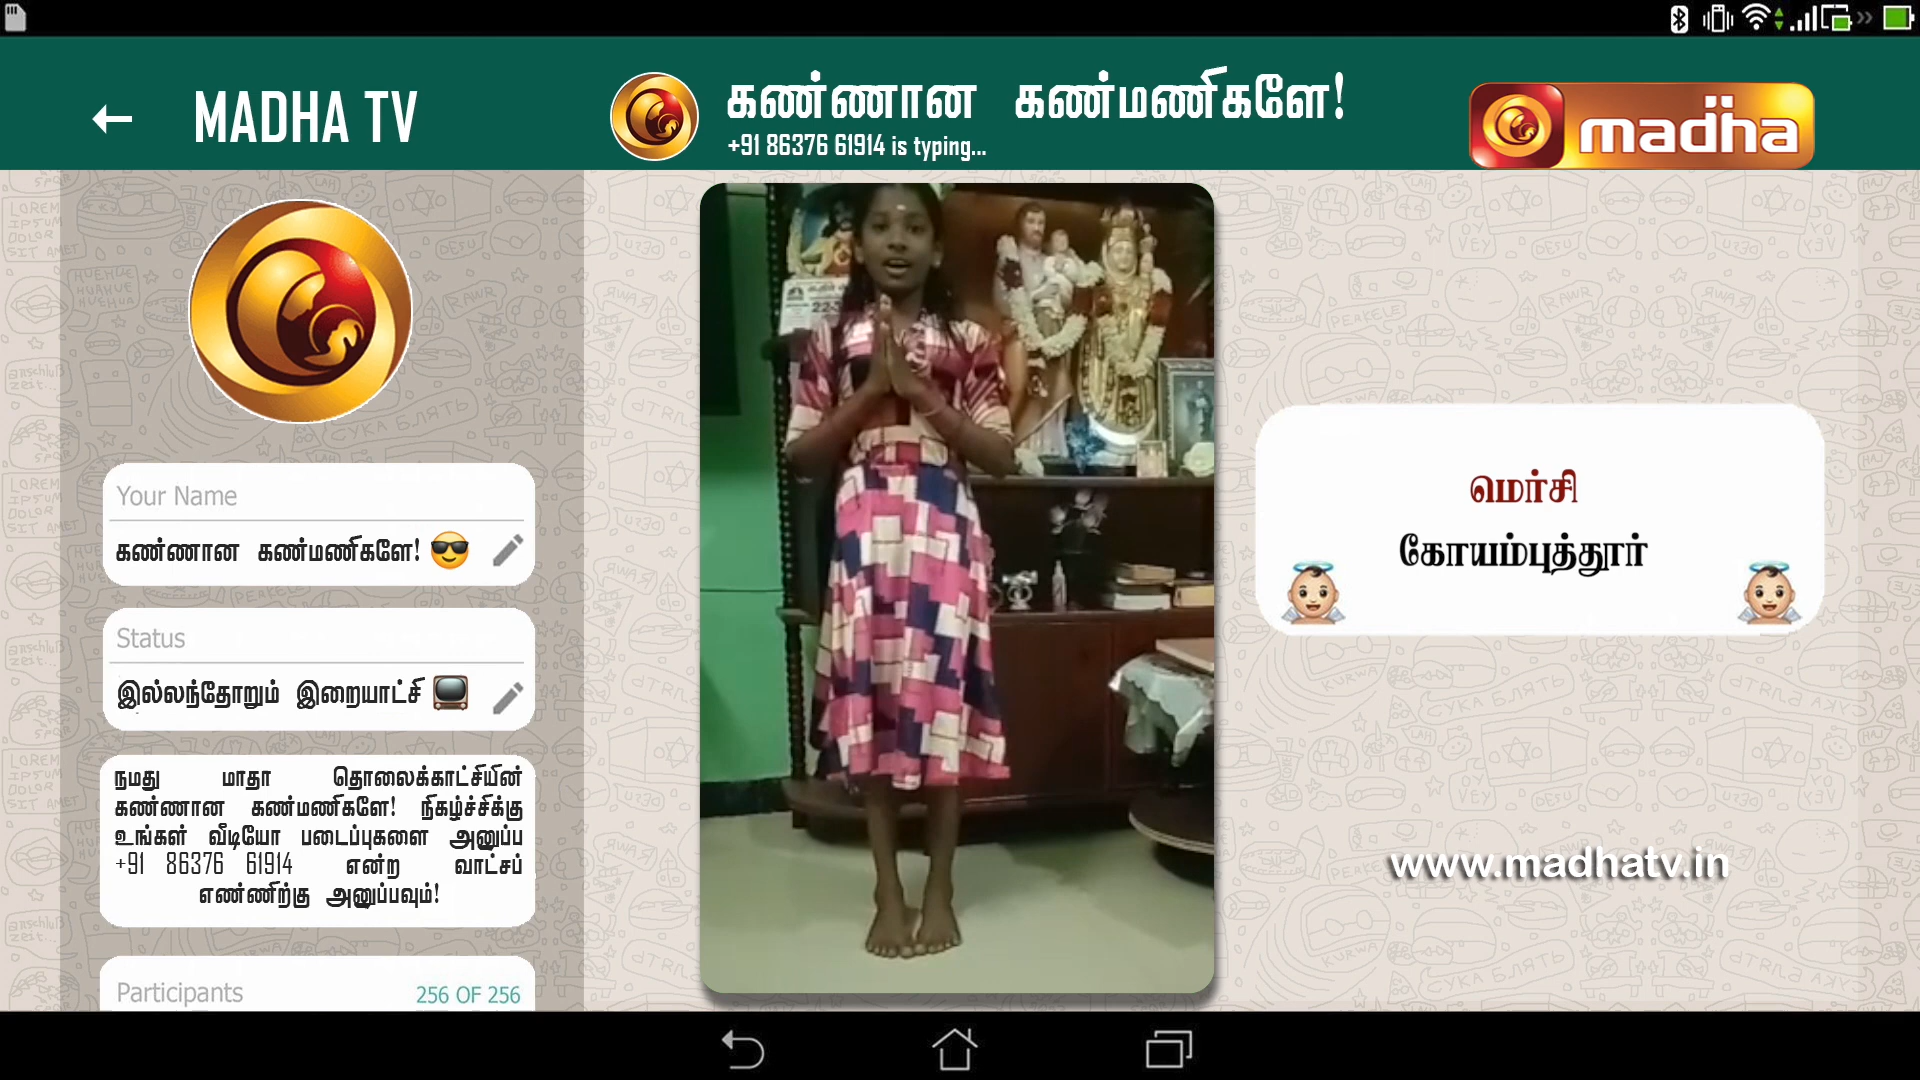 MADHA TV
கண்ணான கண்மணிகளே!
+91 86376 61914 is typing...
madha
Your Name
கண்ணான கண்மணிகளே! 😎
Status
இல்லந்தோறும் இறையாட்சி 📺
நமது மாதா தொலைக்காட்சியின்
கண்ணான கண்மணிகளே! நிகழ்ச்சிக்கு
உங்கள் வீடியோ படைப்புகளை அனுப்ப
+91 86376 61914 என்ற வாட்சப்
எண்ணிற்கு அனுப்பவும்!
Participants 256 OF 256
மெர்சி
கோயம்புத்தூர்
www.madhatv.in